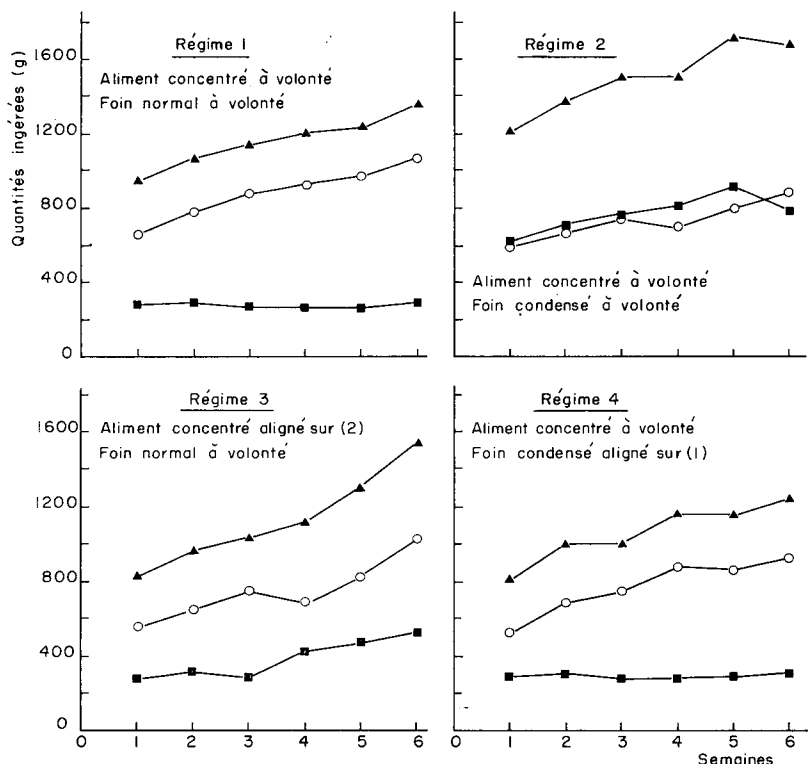 Quantités ingérées (g)
1600
1200
800
400
0
Régime 1
Aliment concentré à volonté
Foin normal à volonté
Régime 2
Aliment concentré à volonté
Foin condensé à volonté
1600
1200
800
400
0
Régime 3
Aliment concentré aligné sur (2)
Foin normal à volonté
Régime 4
Aliment concentré à volonté
Foin condensé aligné sur (1)
0 1 2 3 4 5 6
0 1 2 3 4 5 6
Semaines